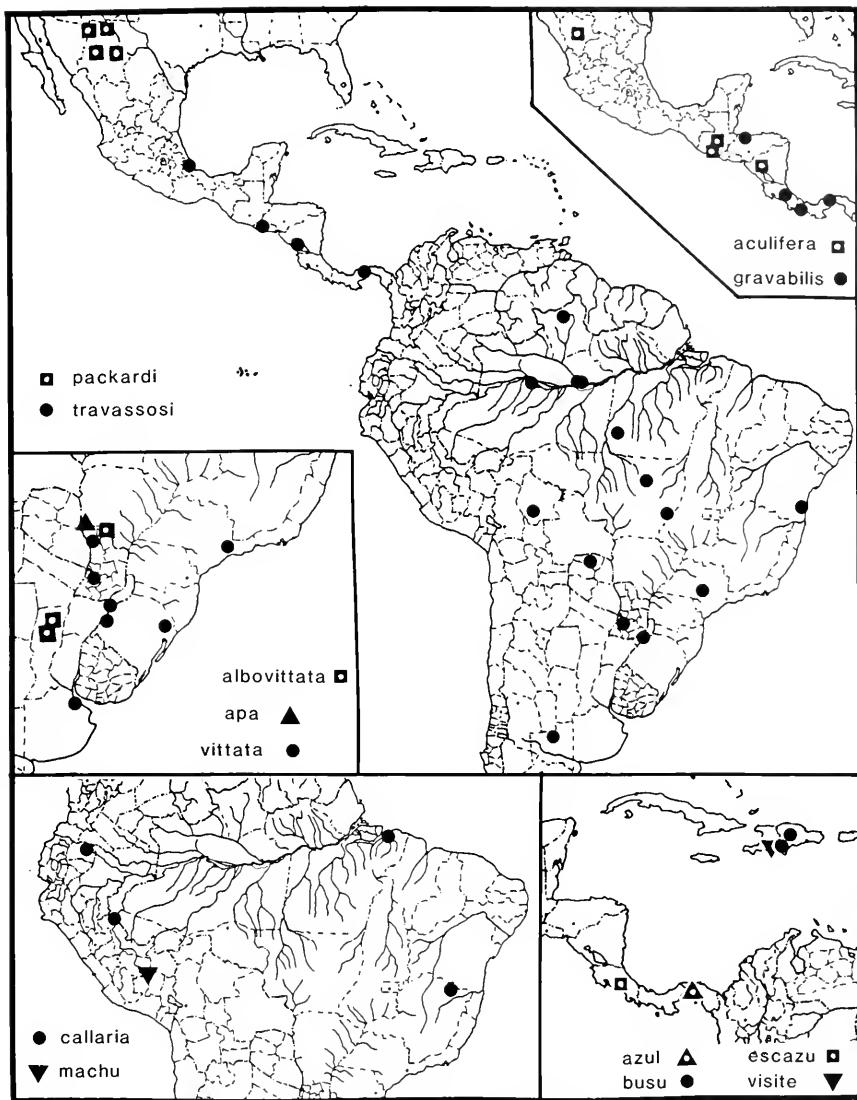 aculifera
gravabilis
packardi
travassosi
albovittata
apa
vittata
callaria
machu
azul escazu
busu visite